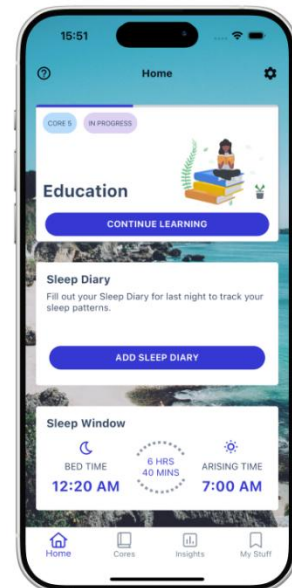 15:51
Home
CORE 5 IN PROGRESS
Education
CONTINUE LEARNING
Sleep Diary
Fill out your Sleep Diary for last night to track your
sleep patterns.
ADD SLEEP DIARY
Sleep Window
BED TIME
12:20 AM
6 HRS
40 MINS
ARISING TIME
7:00 AM
Home Cores Insights My Stuff